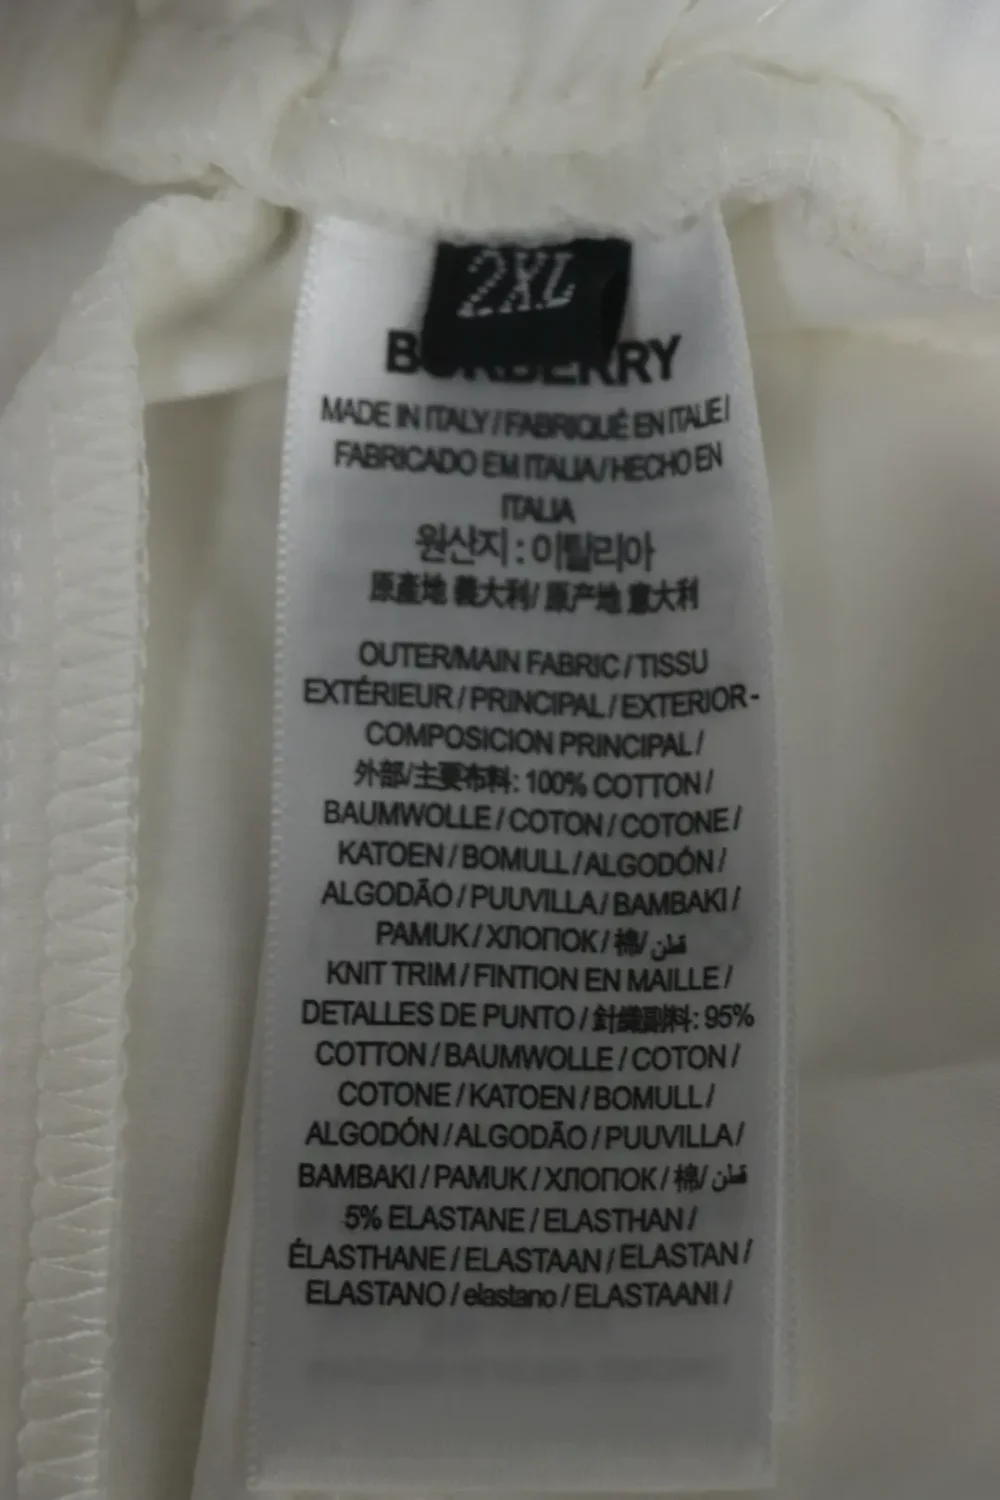 2XL
BURBERRY
MADE IN ITALY / FABRIQUÉ EN ITALIE /
FABRICADO EM ITALIA / HECHO EN
ITALIA
원산지 : 이탈리아
原產地 義大利 / 原产地 意大利
OUTER/MAIN FABRIC / TISSU
EXTÉRIEUR / PRINCIPAL / EXTERIOR -
COMPOSICION PRINCIPAL /
外部/主要布料: 100% COTTON /
BAUMWOLLE / COTON / COTONE /
KATOEN / BOMULL / ALGODÓN /
ALGODÃO / PUUVILLA / BAMBAKI /
PAMUK / ХЛОПОК / 棉/ قطن
KNIT TRIM / FINTION EN MAILLE /
DETALLES DE PUNTO / 針織副料: 95%
COTTON / BAUMWOLLE / COTON /
COTONE / KATOEN / BOMULL /
ALGODÓN / ALGODÃO / PUUVILLA /
BAMBAKI / PAMUK / ХЛОПОК / 棉/ قطن
5% ELASTANE / ELASTHAN /
ÉLASTHANE / ELASTAAN / ELASTAN /
ELASTANO / elastano / ELASTAANI /